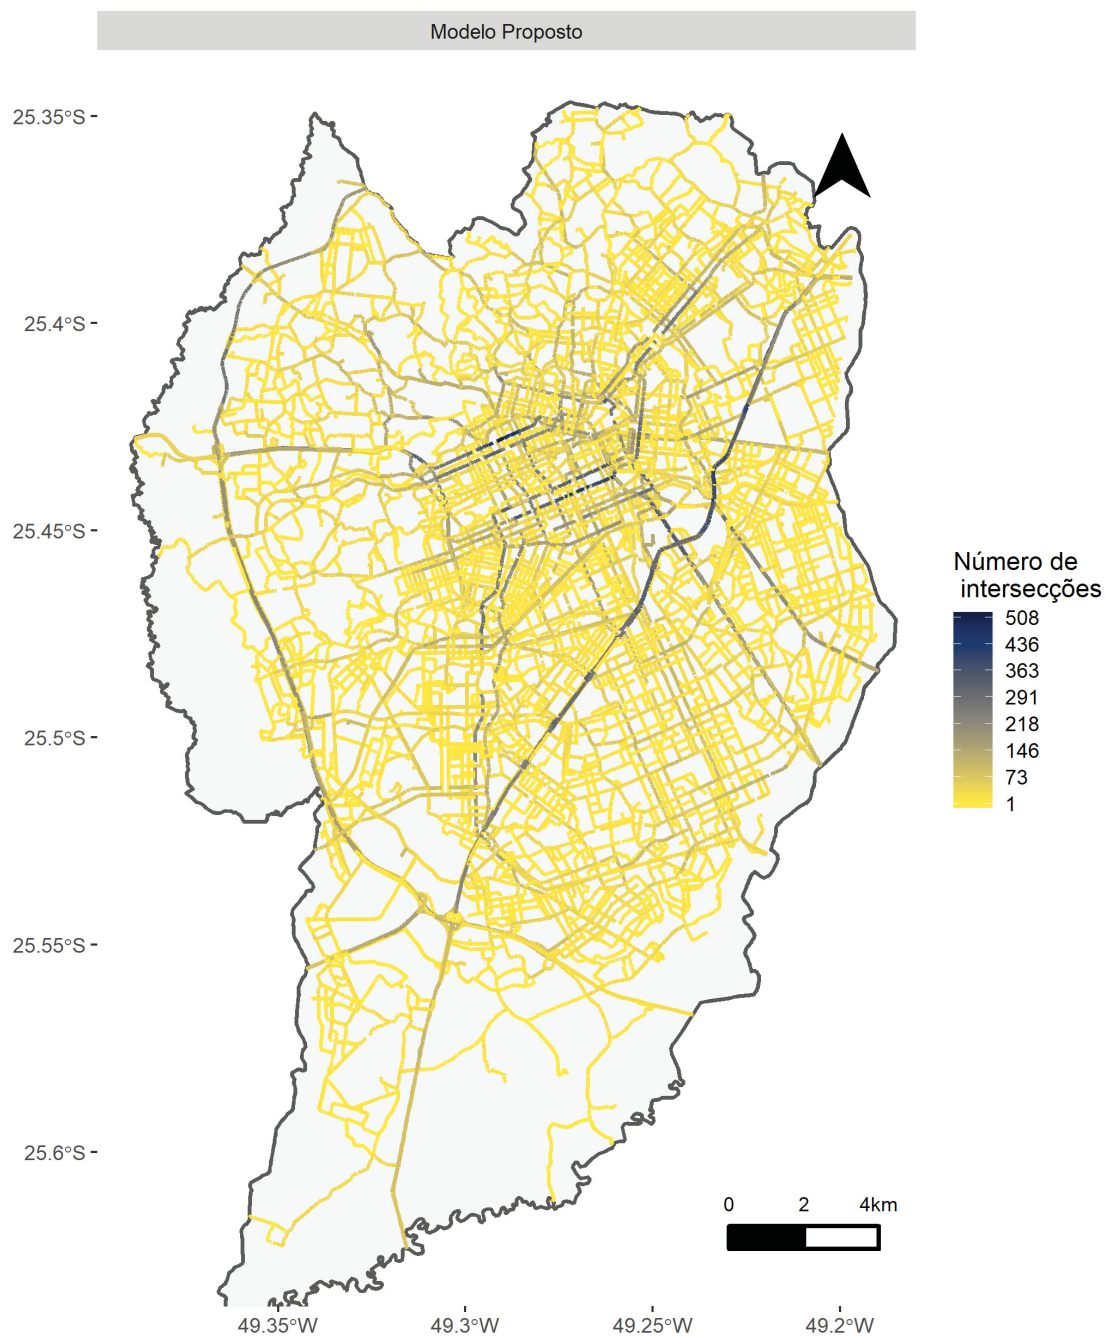 Modelo Proposto
25.35°S
25.4°S
25.45°S
25.5°S
25.55°S
25.6°S
49.35°W
49.3°W
49.25°W
49.2°W
0 2 4km
Número de
intersecções
508
436
363
291
218
146
73
1